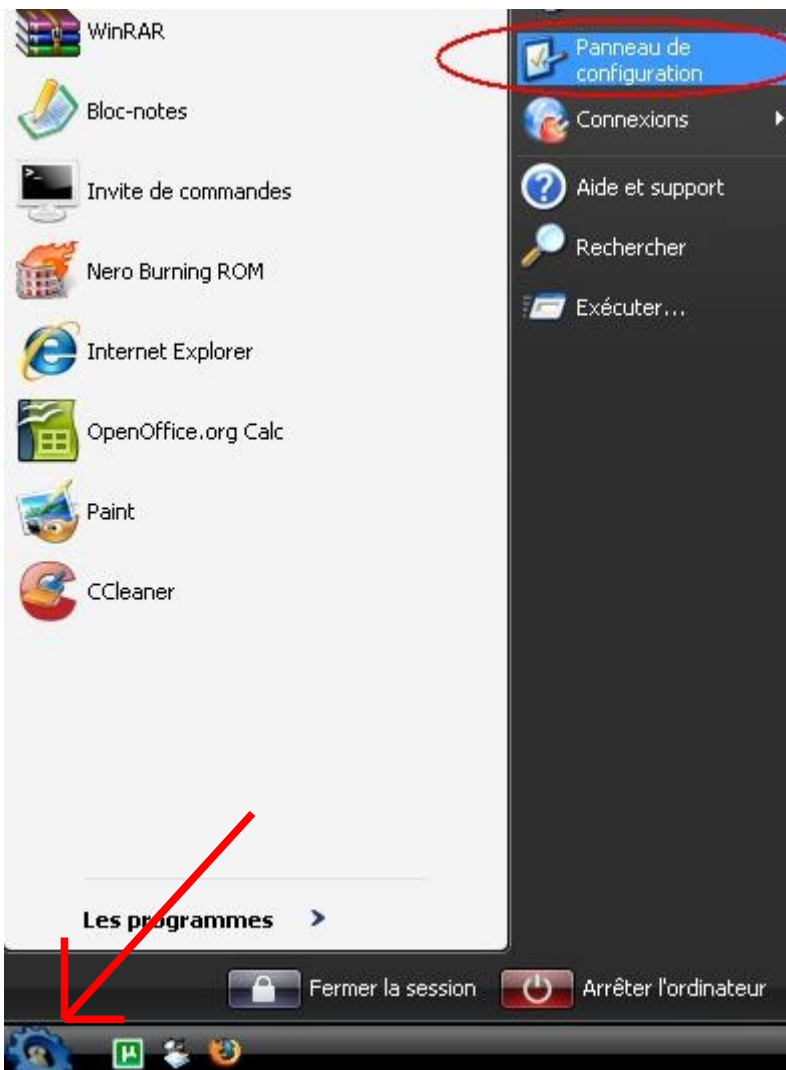 WinRAR
Bloc-notes
Invite de commandes
Nero Burning ROM
Internet Explorer
OpenOffice.org Calc
Paint
CCleaner
Les programmes
Panneau de
configuration
Connexions
Aide et support
Rechercher
Exécuter...
Fermer la session
Arrêter l'ordinateur